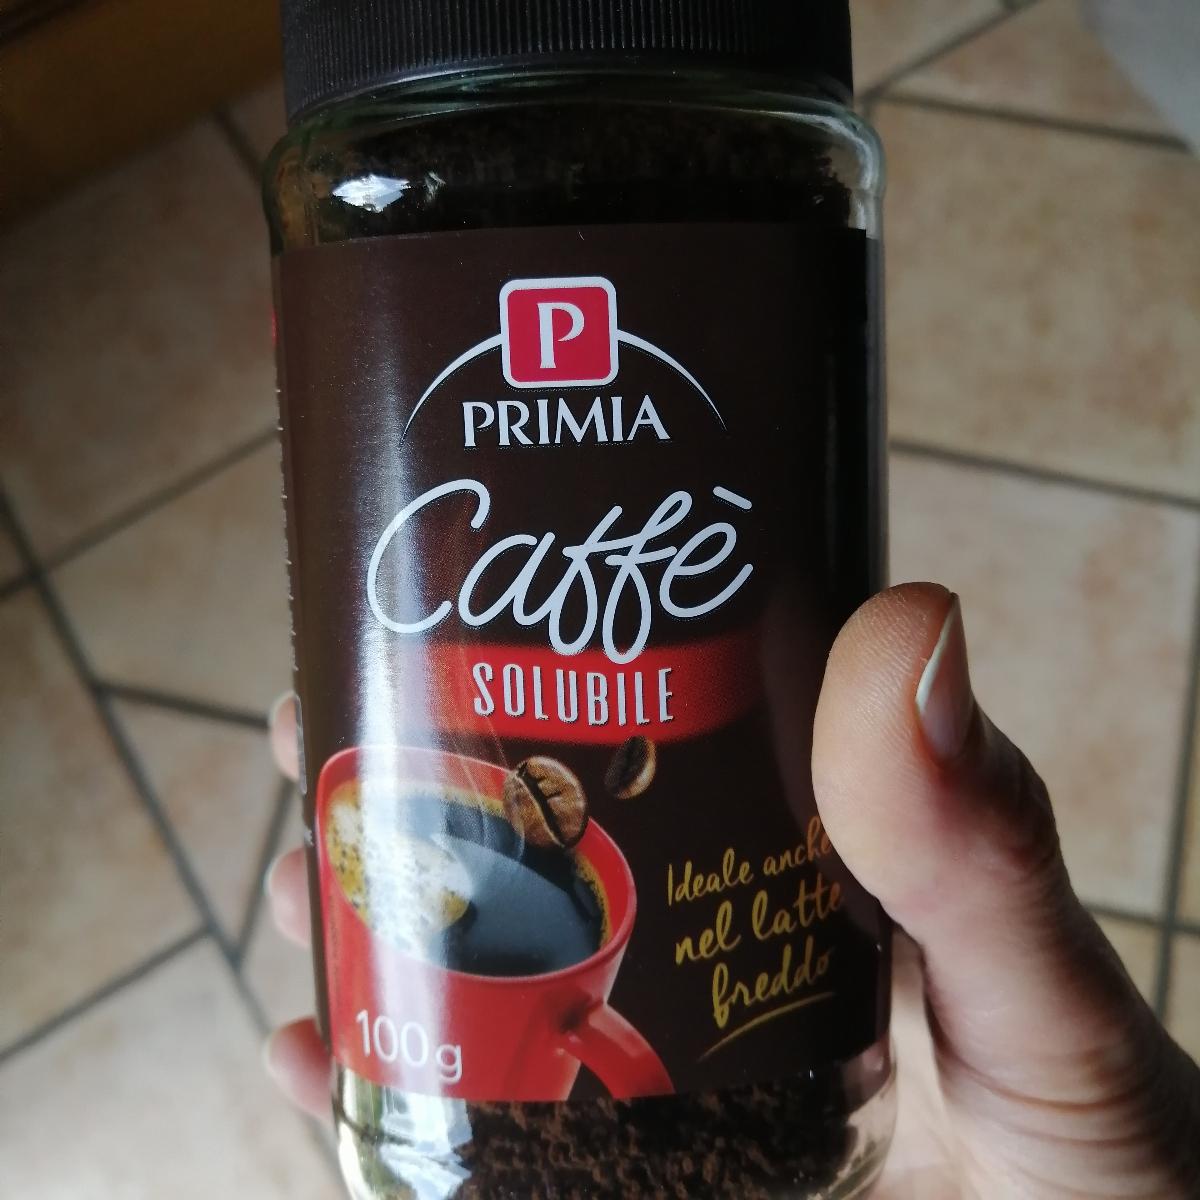 P
PRIMIA
Caffè
SOLUBILE
Ideale anche
nel latte
freddo
100g